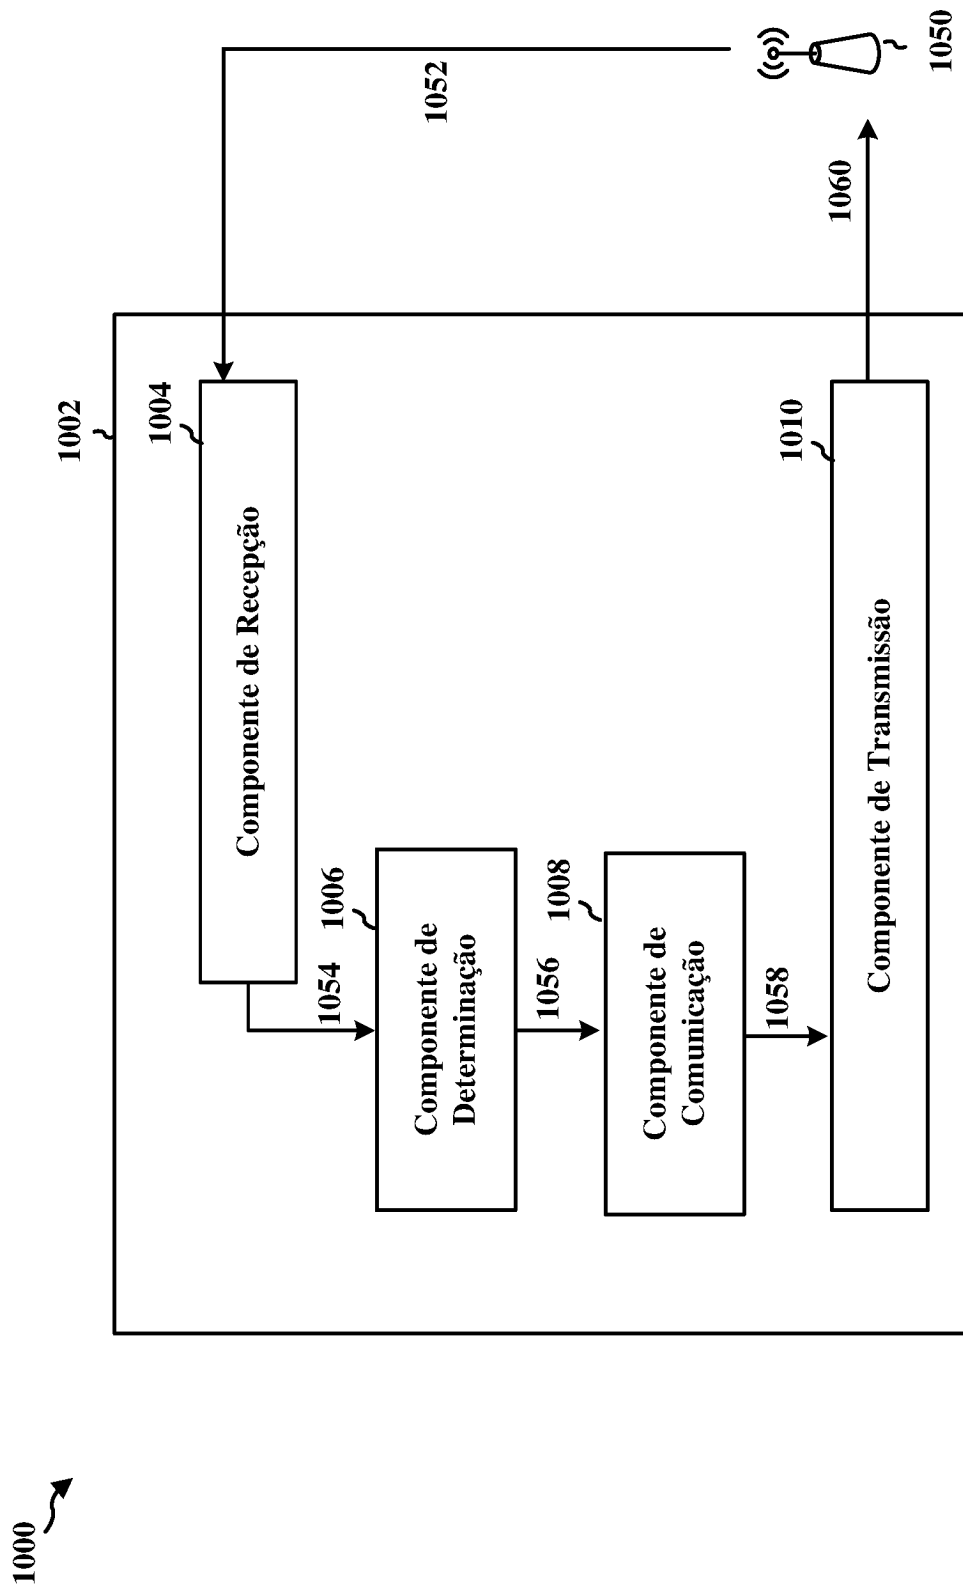 1000
1002
1004
Componente de Recepção
1052
1054
1006
Componente de
Determinação
1056
1008
Componente de
Comunicação
1058
1010
Componente de Transmissão
1060
1050